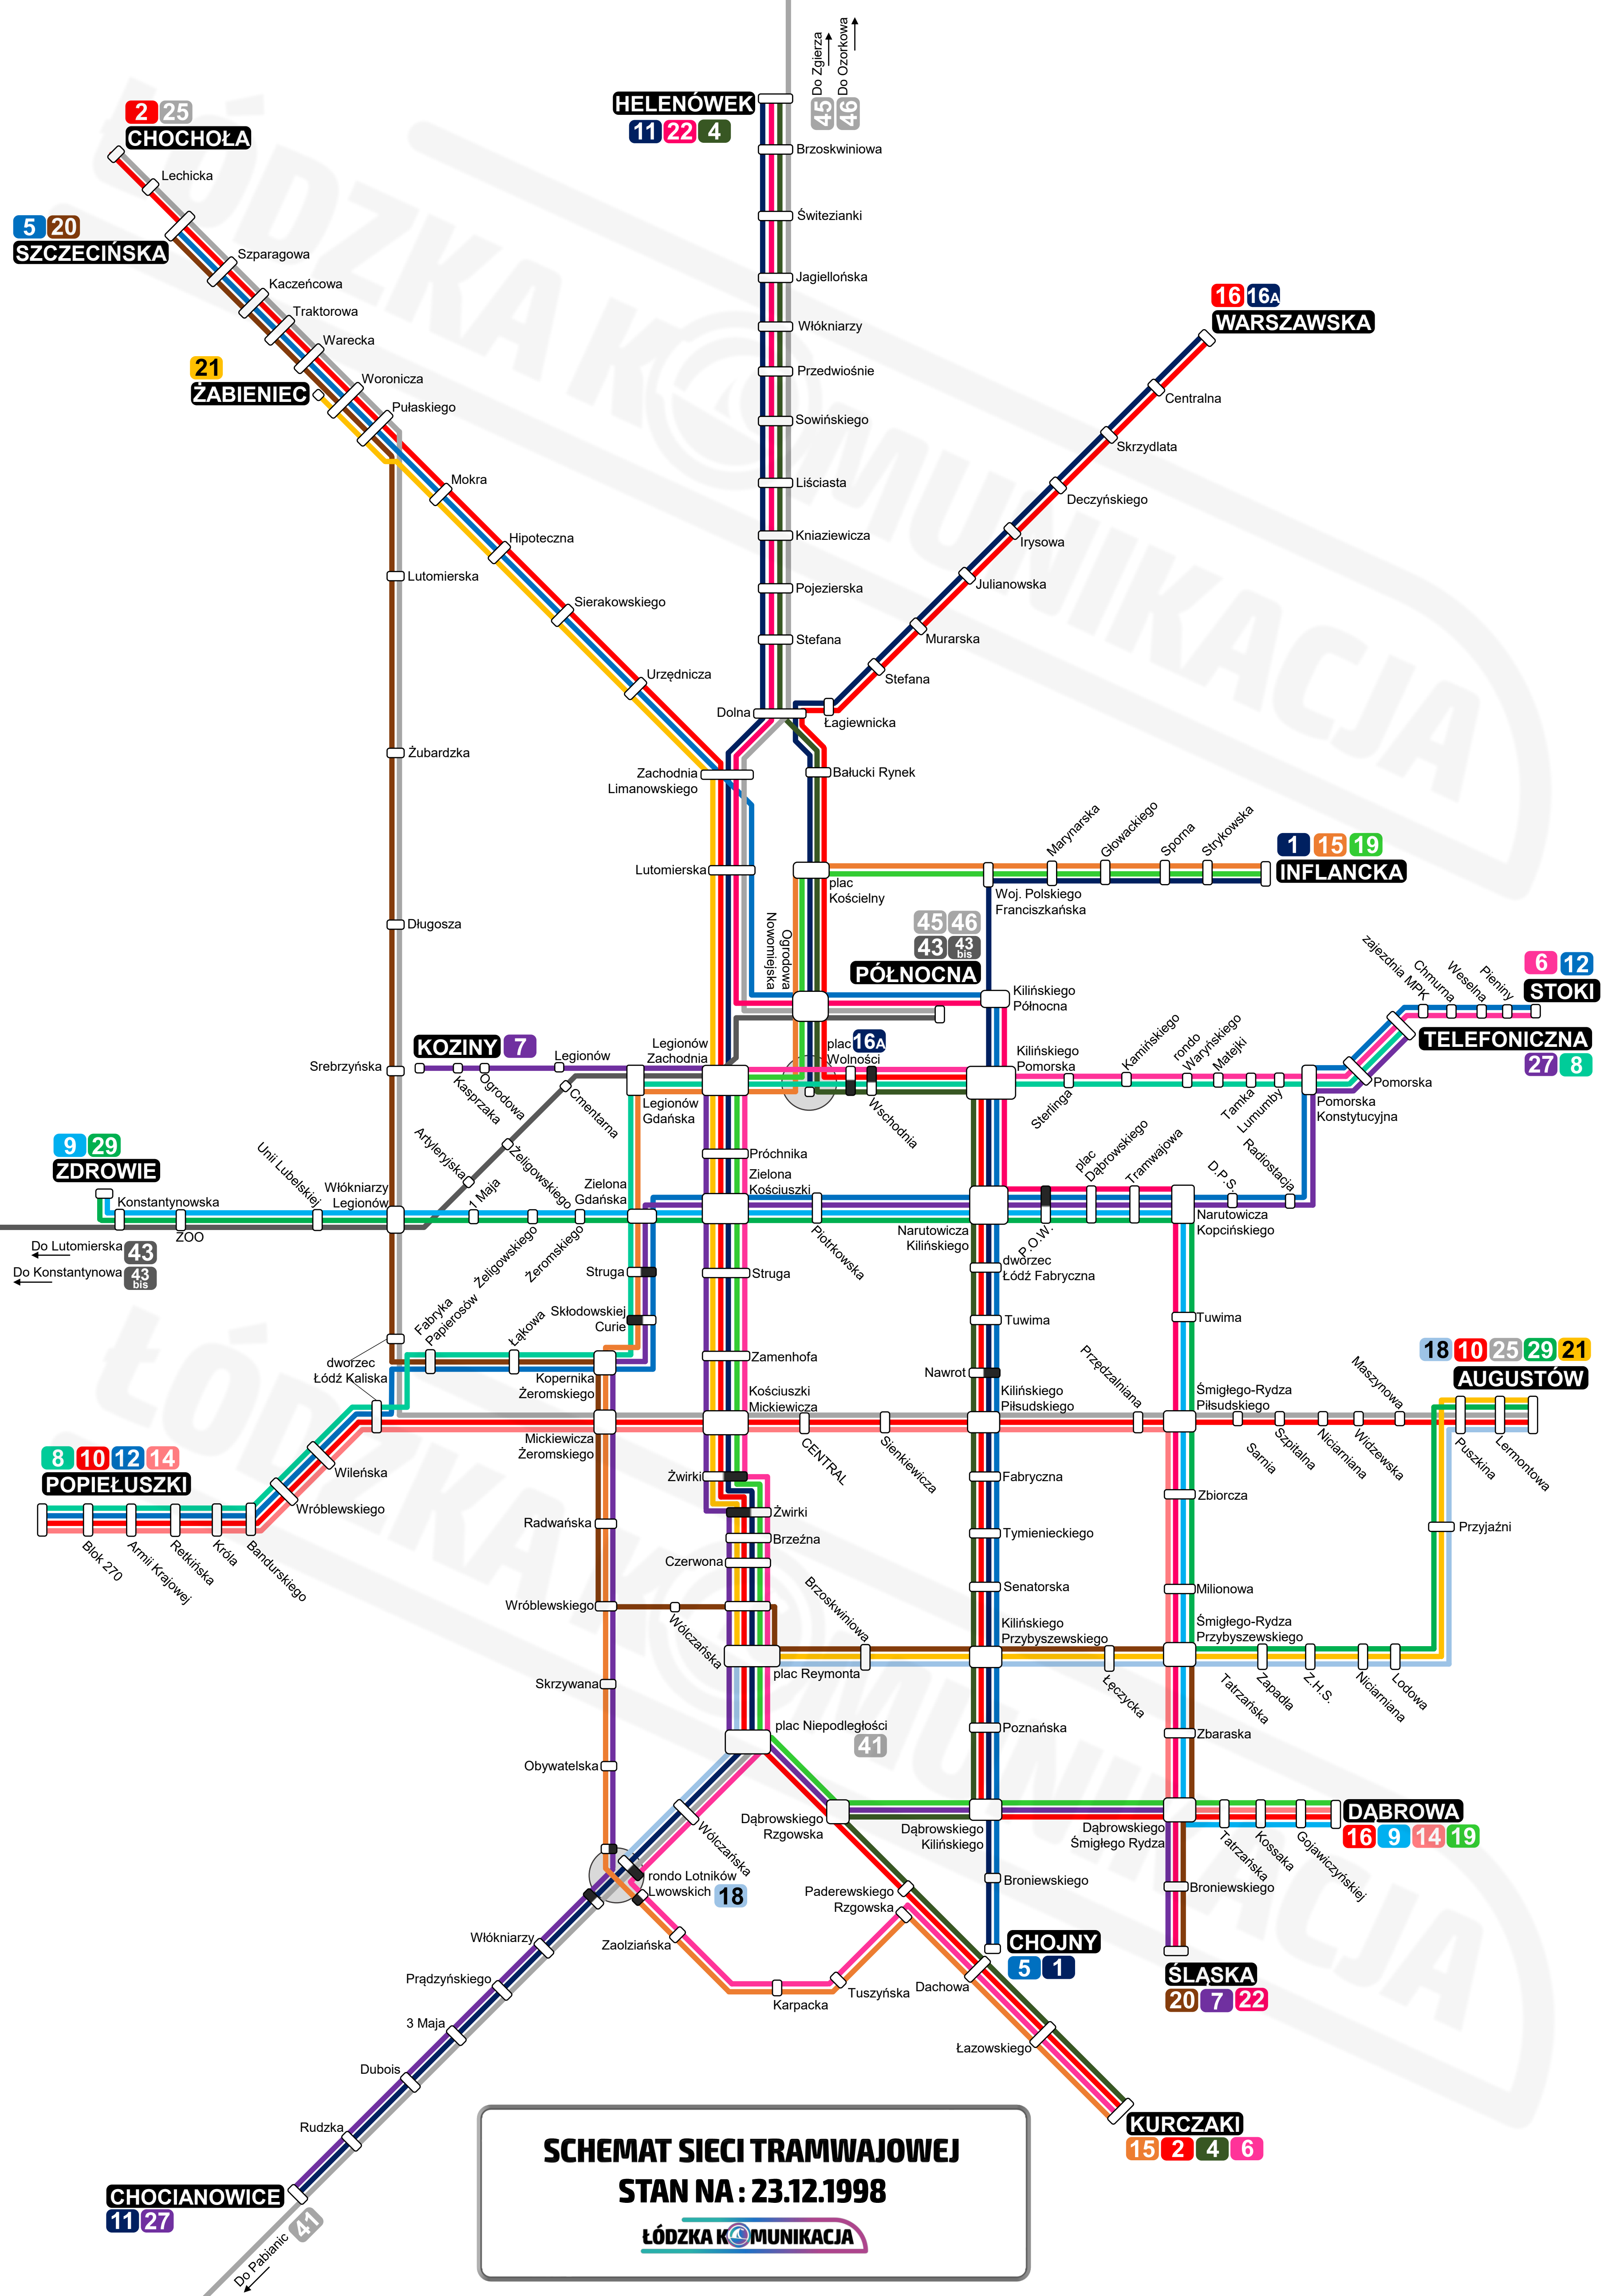 Do Zgierza
Do Ozorkowa
45
46
2 25
CHOCHOŁA
HELENÓWEK
11 22 4
Brzoskwiniowa
Lechicka
5 20
SZCZECIŃSKA
Świtezianki
Szparagowa
Kaczeńcowa
Jagiellońska
Traktorowa
Włókniarzy
Warecka
16 16A
WARSZAWSKA
21
ŻABIENIEC
Woronicza
Przedwiośnie
Pułaskiego
Centralna
Sowińskiego
Skrzydlata
Mokra
Liściasta
Deczyńskiego
Hipoteczna
Kniaziewicza
Irysowa
Lutomierska
Pojezierska
Julianowska
Sierakowskiego
Stefana
Murarska
Urzędnicza
Stefana
Dolna
Łagiewnicka
Żubardzka
Zachodnia
Limanowskiego
Bałucki Rynek
Lutomierska
plac
Kościelny
Marynarska
Głowackiego
Sporna
Strykowska
1 15 19
INFLANCKA
Woj. Polskiego
Franciszkańska
Długosza
Nowomiejska
Ogrodowa
45 46
43 43 bis
PÓŁNOCNA
Kilińskiego
Północna
zajezdnia MPK
Chmurna
Weselna
Pieniny
6 12
STOKI
TELEFONICZNA
27 8
KOZINY 7
Legionów
Legionów
Zachodnia
plac
Wolności
16A
Kilińskiego
Pomorska
Kamińskiego
rondo
Waryńskiego
Matejki
Srebrzyńska
Kasprzaka
Ogrodowa
Cmentarna
Legionów
Gdańska
Wschodnia
Sterlinga
Tamka
Lumumby
Pomorska
Pomorska
Konstytucyjna
9 29
ZDROWIE
Konstantynowska
ZOO
Unii Lubelskiej
Włókniarzy
Legionów
Artyleryjska
Żeligowskiego
1 Maja
Żeligowskiego
Żeromskiego
Zielona
Gdańska
Próchnika
Zielona
Kościuszki
Piotrkowska
Narutowicza
Kilińskiego
P.O.W.
plac
Dąbrowskiego
Tramwajowa
D.P.S.
Radiostacja
Narutowicza
Kopcińskiego
Do Lutomierska 43
Do Konstantynowa 43 bis
Struga
Struga
dworzec
Łódź Fabryczna
Skłodowskiej
Curie
Fabryka
Papierosów
Łąkowa
Tuwima
Tuwima
dworzec
Łódź Kaliska
Kopernika
Żeromskiego
Zamenhofa
Nawrot
18 10 25 29 21
AUGUSTÓW
Kościuszki
Mickiewicza
Kilińskiego
Piłsudskiego
Przędzalniana
Śmigłego-Rydza
Piłsudskiego
Maszynowa
Mickiewicza
Żeromskiego
CENTRAL
Sienkiewicza
Sarnia
Szpitalna
Niciarniana
Widzewska
Puszkina
Lermontowa
8 10 12 14
POPIEŁUSZKI
Wileńska
Wróblewskiego
Blok 270
Armii Krajowej
Retkińska
Króla
Bandurskiego
Żwirki
Żwirki
Fabryczna
Zbiorcza
Radwańska
Brzeźna
Czerwona
Tymienieckiego
Przyjaźni
Wróblewskiego
Wólczańska
Brzoskwiniowa
Senatorska
Milionowa
plac Reymonta
Kilińskiego
Przybyszewskiego
Łęczycka
Śmigłego-Rydza
Przybyszewskiego
Tatrzańska
Zapadła
Z.H.S.
Niciarniana
Lodowa
Skrzywana
plac Niepodległości
41
Poznańska
Zbaraska
Obywatelska
Wólczańska
Dąbrowskiego
Rzgowska
Dąbrowskiego
Kilińskiego
Dąbrowskiego
Śmigłego Rydza
Tatrzańska
Kossaka
Gojawiczyńskiej
DĄBROWA
16 9 14 19
rondo Lotników
Lwowskich 18
Paderewskiego
Rzgowska
Broniewskiego
Broniewskiego
Włókniarzy
Zaolziańska
CHOJNY
5 1
Prądzyńskiego
Karpacka
Tuszyńska
Dachowa
ŚLĄSKA
20 7 22
3 Maja
Łazowskiego
Dubois
Rudzka
KURCZAKI
15 2 4 6
CHOCIANOWICE
11 27
Do Pabianic 41
SCHEMAT SIECI TRAMWAJOWEJ
STAN NA : 23.12.1998
ŁÓDZKA KOMUNIKACJA
ŁÓDZKA KOMUNIKACJA
ŁÓDZKA KOMUNIKACJA